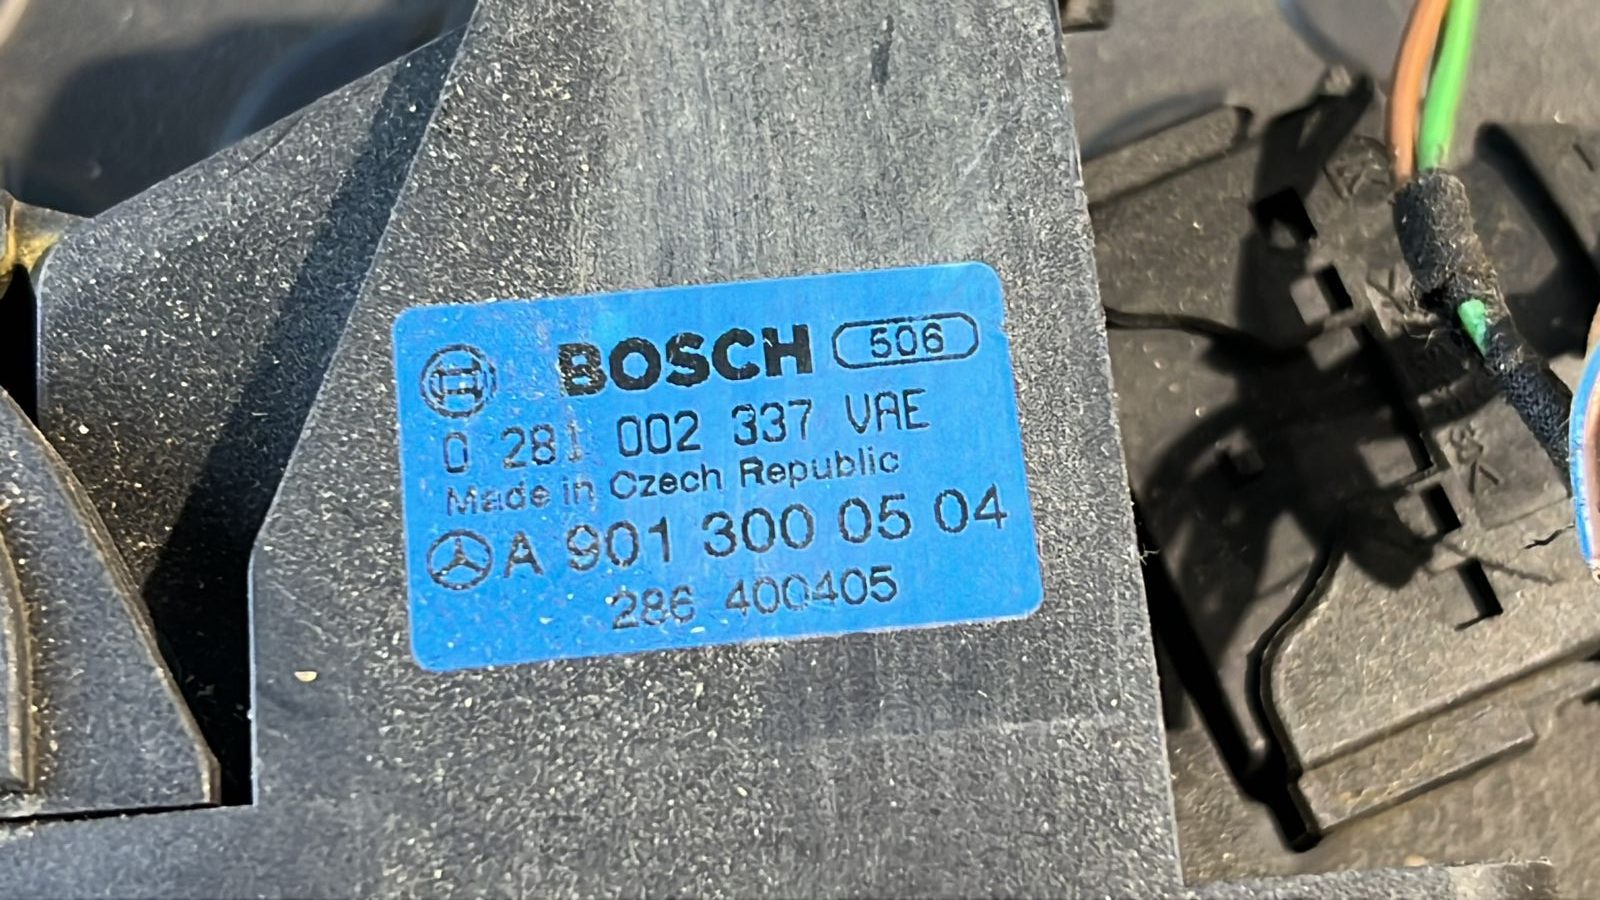 BOSCH 506
0 281 002 337 VAE
Made in Czech Republic
A 901 300 05 04
286 400405